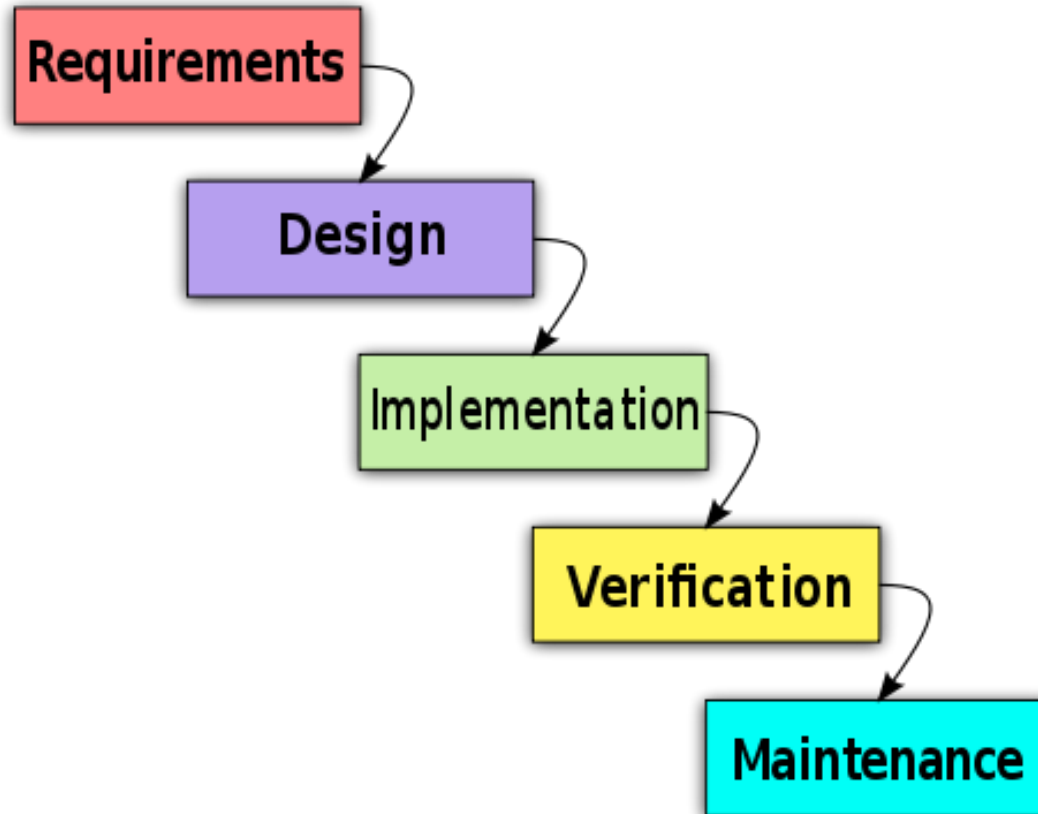 Requirements
Design
Implementation
Verification
Maintenance